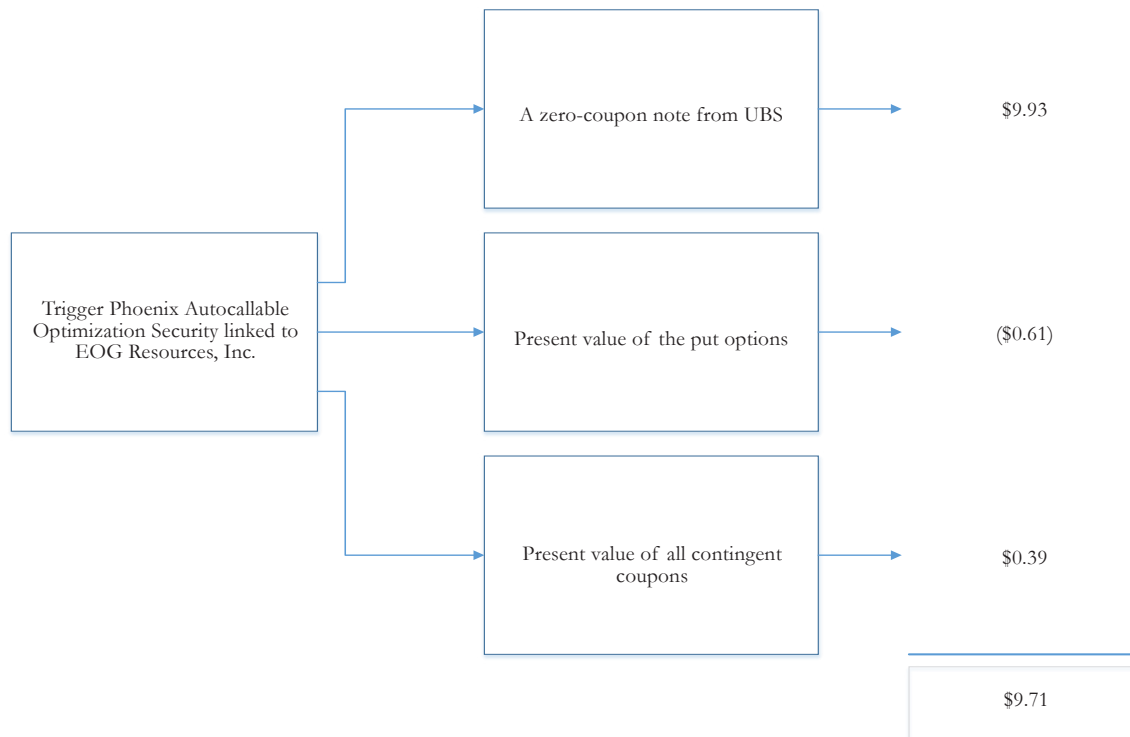 A zero-coupon note from UBS
$9.93
Trigger Phoenix Autocallable
Optimization Security linked to
EOG Resources, Inc.
Present value of the put options
($0.61)
Present value of all contingent
coupons
$0.39
$9.71